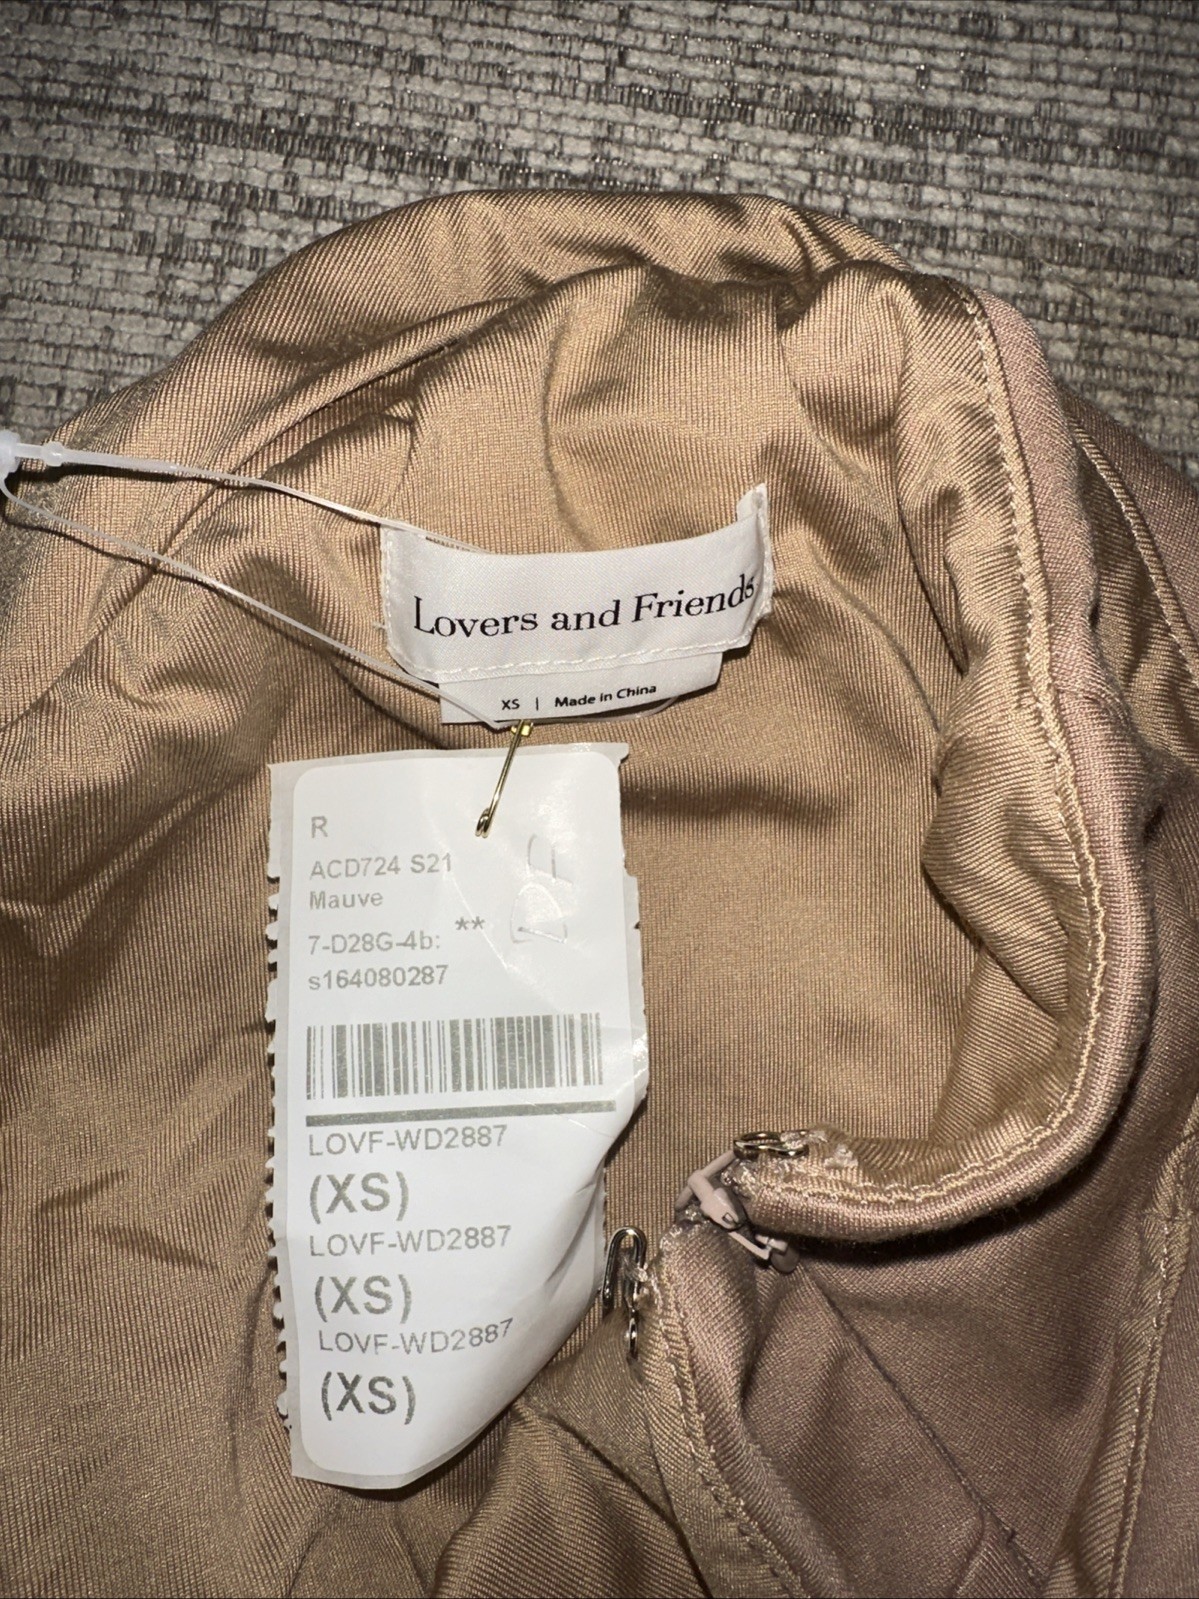 Lovers and Friends
XS | Made in China
R
ACD724 S21
Mauve
7-D28G-4b: **
s164080287
LOVF-WD2887
(XS)
LOVF-WD2887
(XS)
LOVF-WD2887
(XS)